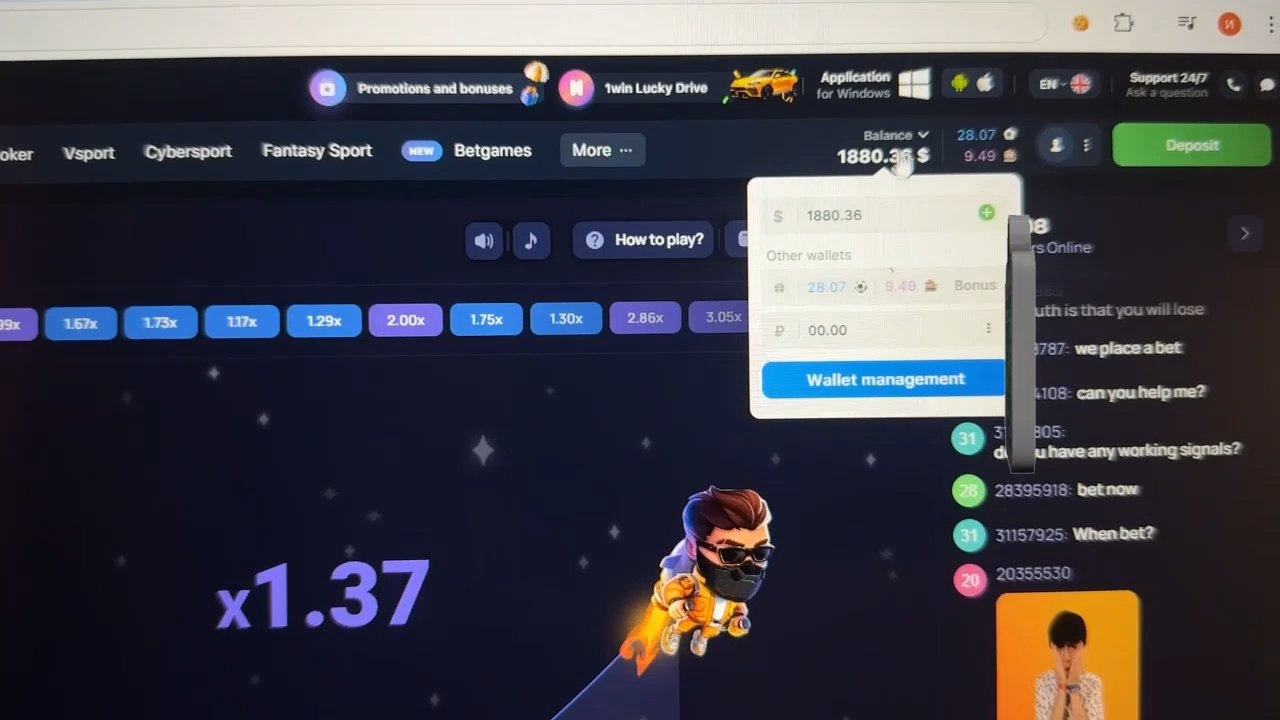 И
Promotions and bonuses
1win Lucky Drive
Application
for Windows
EN
Support 24/7
Ask a question
oker
Vsport
Cybersport
Fantasy Sport
NEW
Betgames
More ···
Balance
1880.36 $
28.07
9.49
Deposit
How to play?
$ 1880.36
Other wallets
28.07
9.49
Bonus
₽ 00.00
Wallet management
rs Online
99x
1.67x
1.73x
1.17x
1.29x
2.00x
1.75x
1.30x
2.86x
3.05x
uth is that you will lose
8787: we place a bet
4108: can you help me?
31
805:
u have any working signals?
28
28395918: bet now
31
31157925: When bet?
20
20355530
x1.37